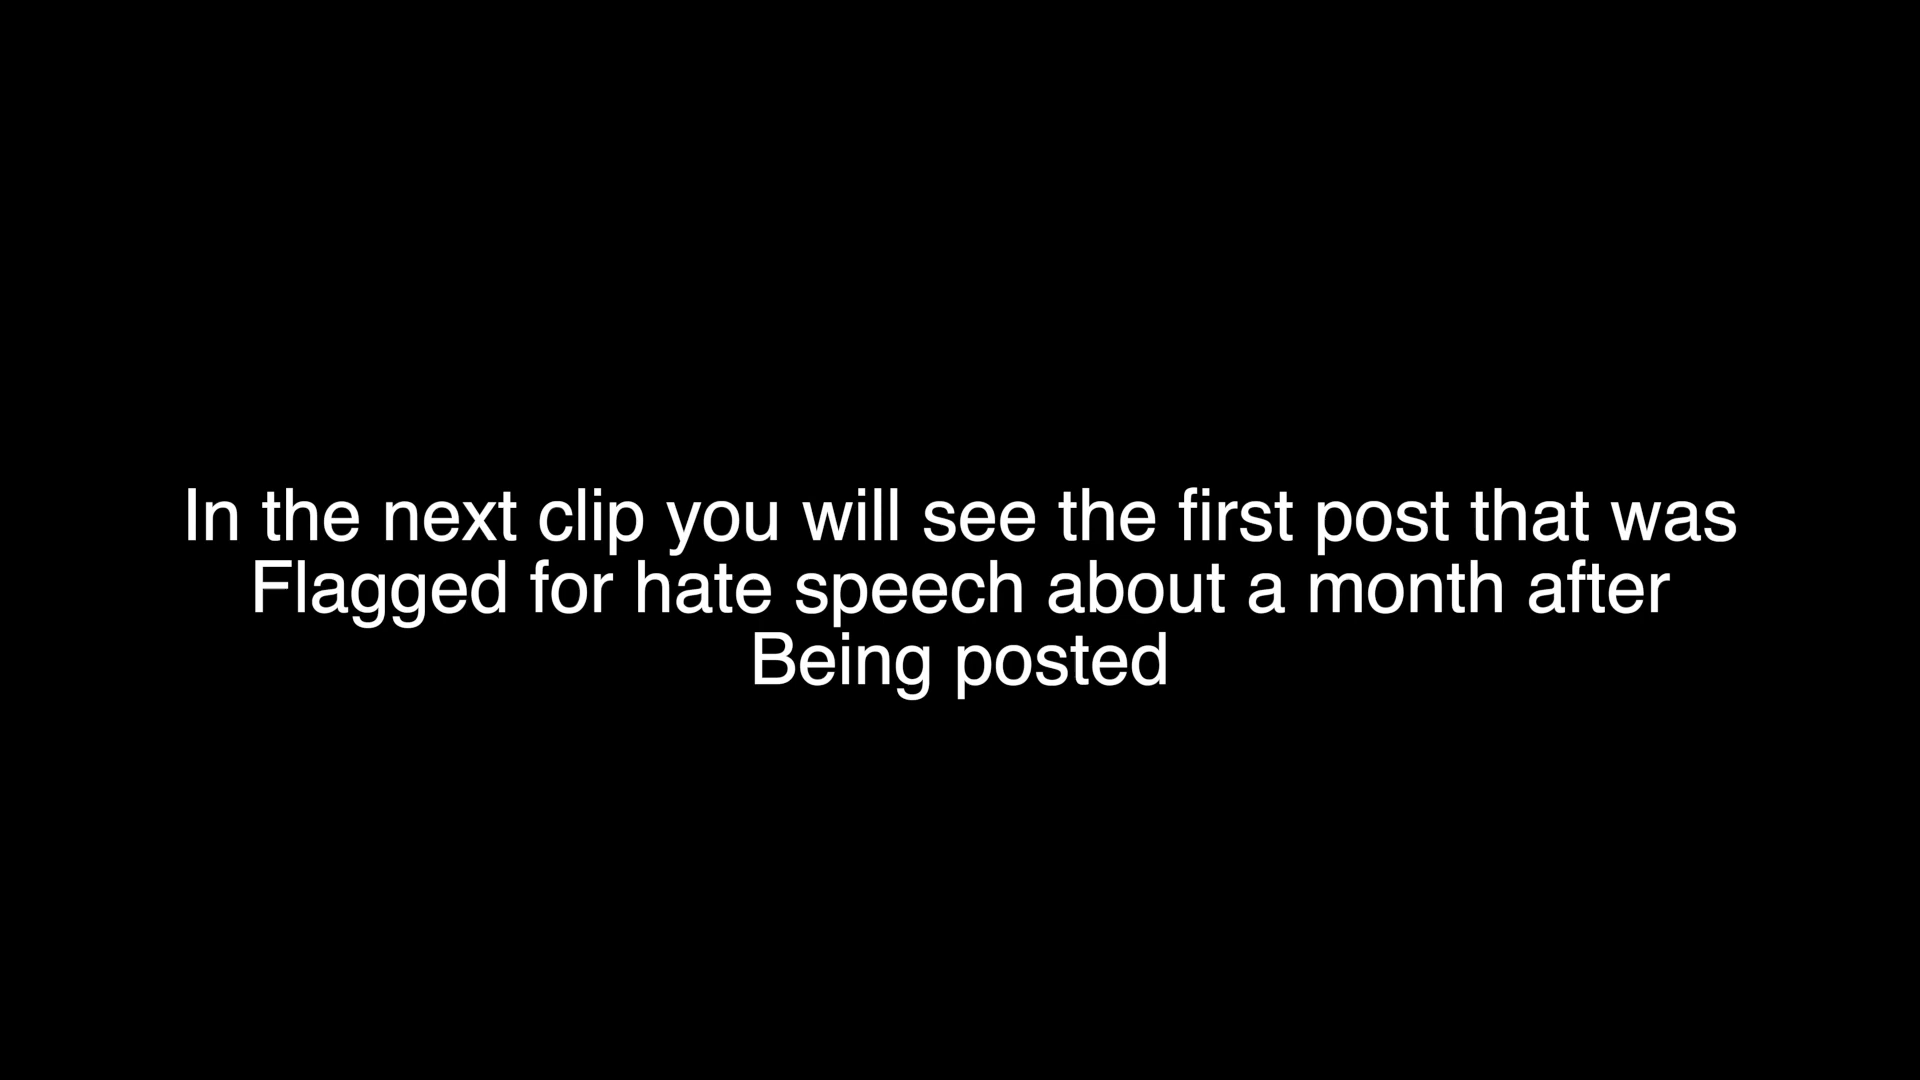 In the next clip you will see the first post that was
Flagged for hate speech about a month after
Being posted